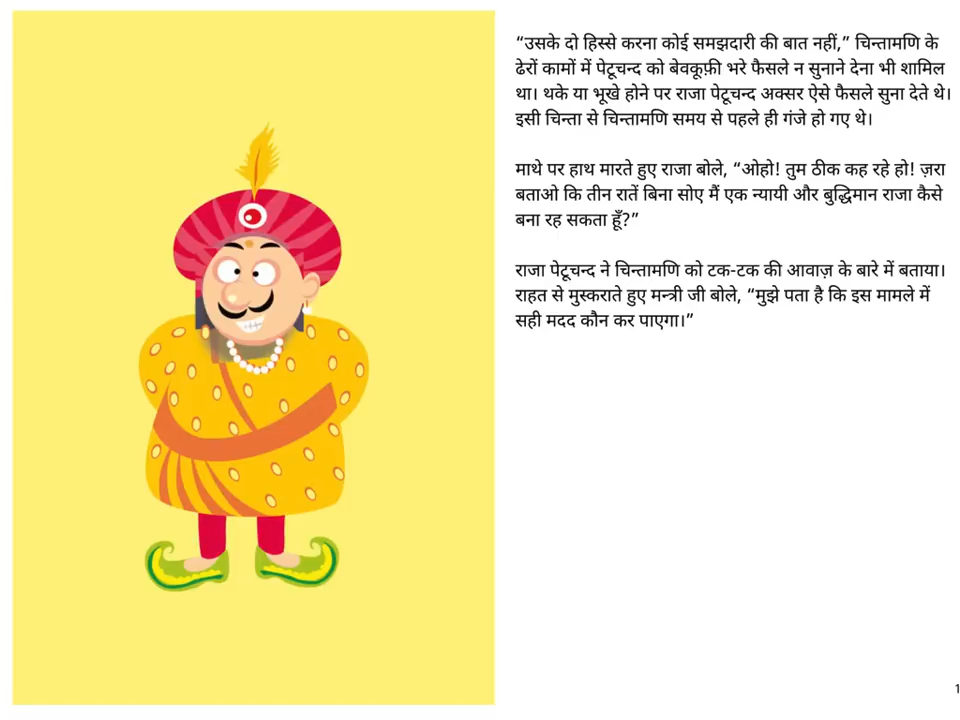 “उसके दो हिस्से करना कोई समझदारी की बात नहीं,” चिन्तामणि के
ढेरों कामों में पेटूचन्द को बेवकूफ़ी भरे फैसले न सुनाने देना भी शामिल
था। थके या भूखे होने पर राजा पेटूचन्द अक्सर ऐसे फैसले सुना देते थे।
इसी चिन्ता से चिन्तामणि समय से पहले ही गंजे हो गए थे।
माथे पर हाथ मारते हुए राजा बोले, “ओहो! तुम ठीक कह रहे हो! ज़रा
बताओ कि तीन रातें बिना सोए मैं एक न्यायी और बुद्धिमान राजा कैसे
बना रह सकता हूँ?”
राजा पेटूचन्द ने चिन्तामणि को टक-टक की आवाज़ के बारे में बताया।
राहत से मुस्कराते हुए मन्त्री जी बोले, “मुझे पता है कि इस मामले में
सही मदद कौन कर पाएगा।”
1